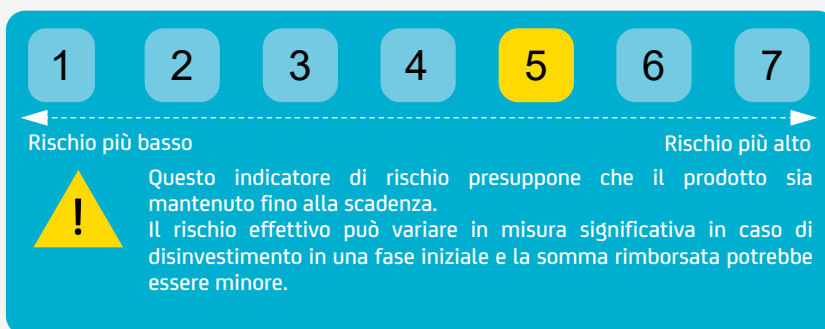 1 2 3 4 5 6 7
Rischio più basso Rischio più alto
!
Questo indicatore di rischio presuppone che il prodotto sia
mantenuto fino alla scadenza.
Il rischio effettivo può variare in misura significativa in caso di
disinvestimento in una fase iniziale e la somma rimborsata potrebbe
essere minore.